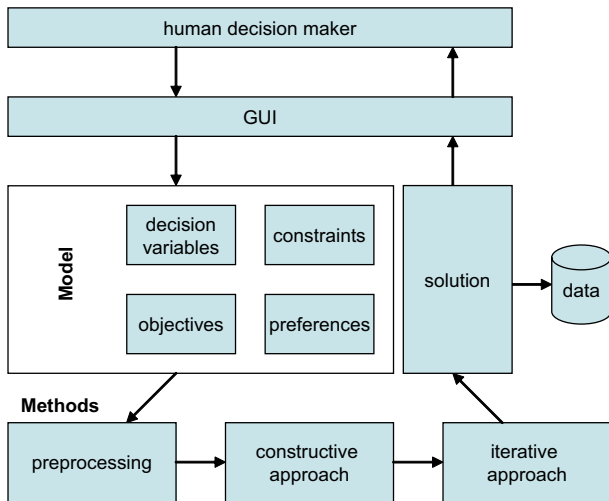 human decision maker
GUI
Model
decision
variables
constraints
objectives
preferences
solution
data
Methods
preprocessing
constructive
approach
iterative
approach